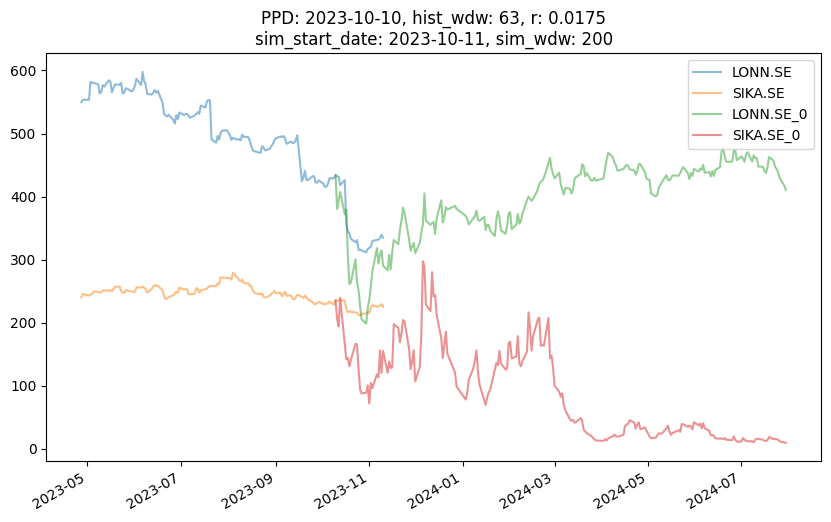 PPD: 2023-10-10, hist_wdw: 63, r: 0.0175
sim_start_date: 2023-10-11, sim_wdw: 200
LONN.SE
SIKA.SE
LONN.SE_0
SIKA.SE_0
600
500
400
300
200
100
0
2023-05
2023-07
2023-09
2023-11
2024-01
2024-03
2024-05
2024-07